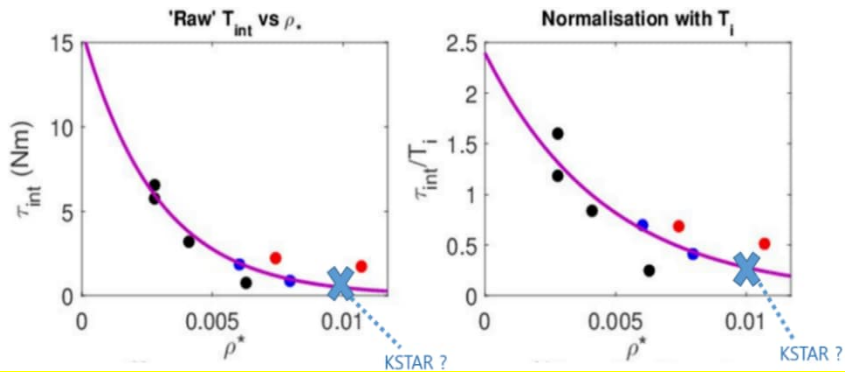 'Raw' T_int vs ρ_*
15
10
5
0
τ_int (Nm)
0
0.005
0.01
ρ*
KSTAR ?
Normalisation with T_i
2.5
2
1.5
1
0.5
0
τ_int/T_i
0
0.005
0.01
ρ*
KSTAR ?